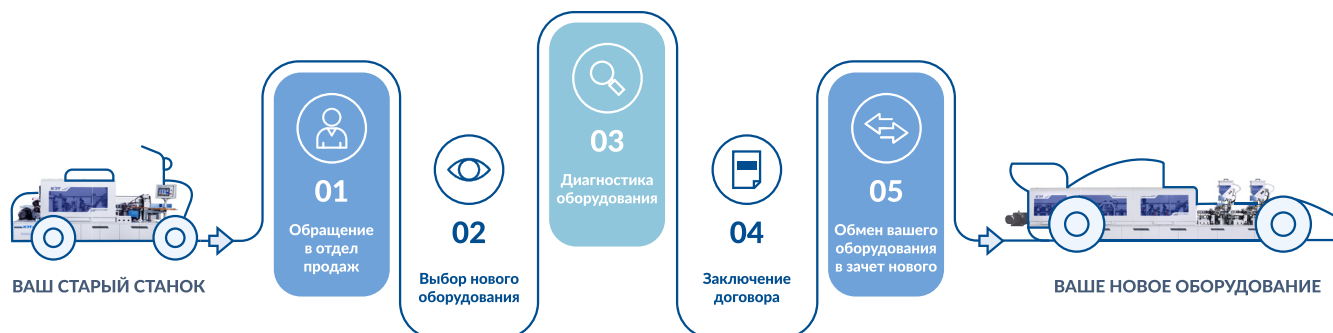 ВАШ СТАРЫЙ СТАНОК
01
Обращение
в отдел
продаж
02
Выбор нового
оборудования
03
Диагностика
оборудования
04
Заключение
договора
05
Обмен вашего
оборудования
в зачет нового
ВАШЕ НОВОЕ ОБОРУДОВАНИЕ